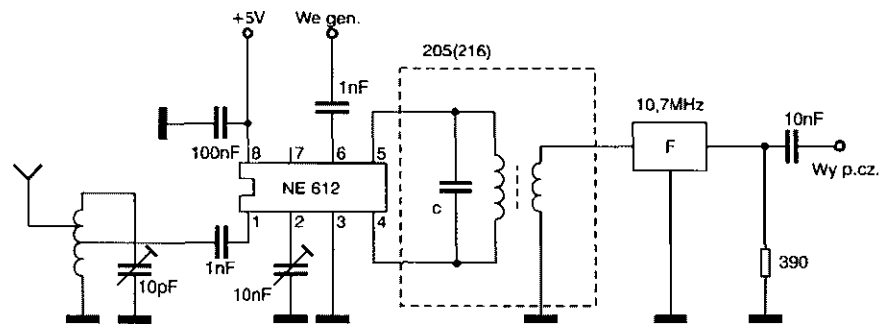 +5V
We gen.
205(216)
1nF
10,7MHz
10nF
100nF
8
7
6
5
F
NE 612
c
Wy p.cz.
1
2
3
4
1nF
10pF
10nF
390